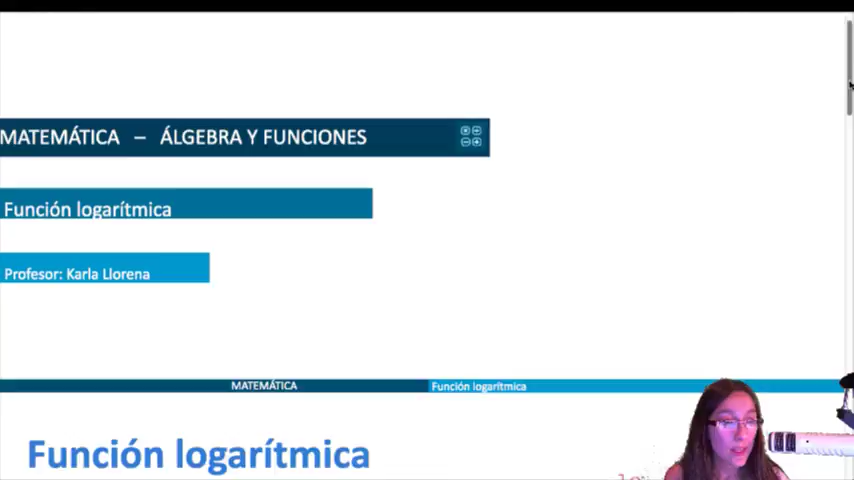 MATEMÁTICA – ÁLGEBRA Y FUNCIONES
Función logarítmica
Profesor: Karla Llorena
MATEMÁTICA
Función logarítmica
Función logarítmica